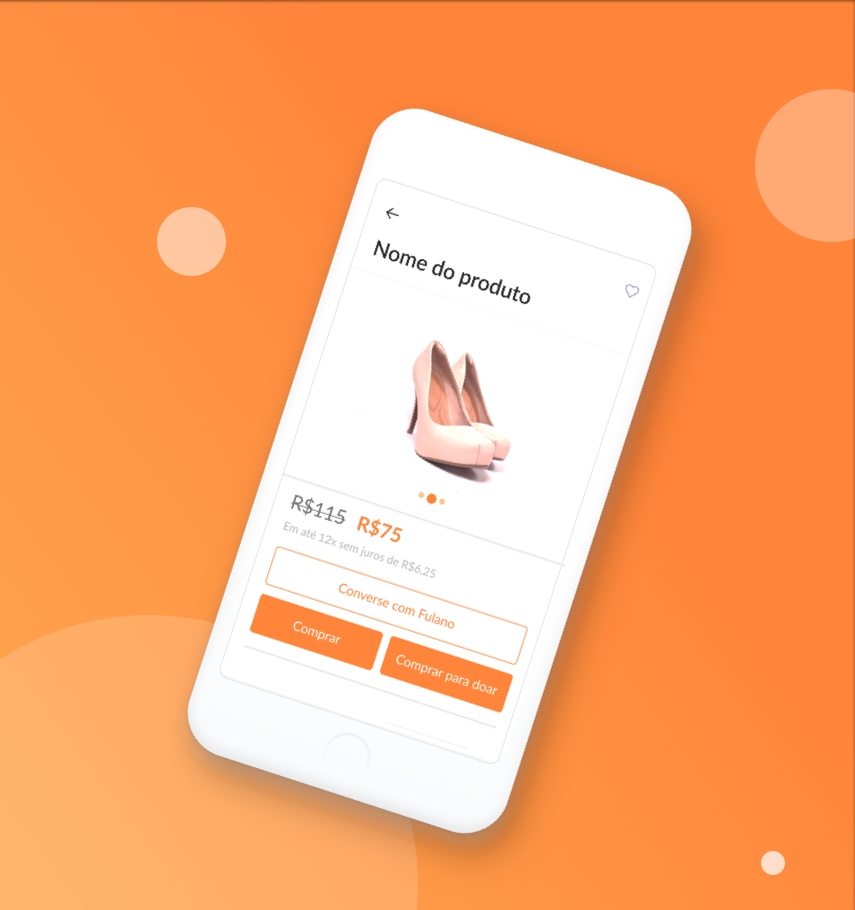 Nome do produto
R$115 R$75
Em até 12x sem juros de R$6,25
Converse com Fulano
Comprar
Comprar para doar